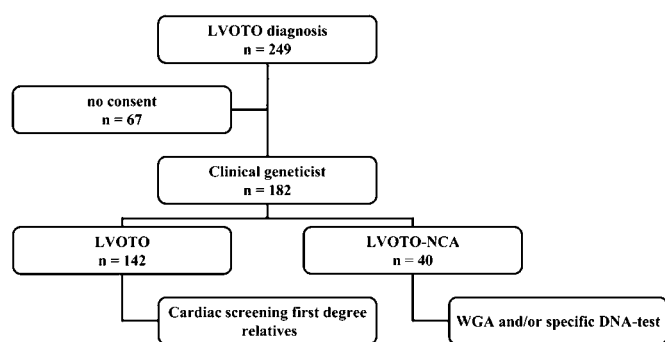 LVOTO diagnosis
n = 249
no consent
n = 67
Clinical geneticist
n = 182
LVOTO
n = 142
LVOTO-NCA
n = 40
Cardiac screening first degree
relatives
WGA and/or specific DNA-test